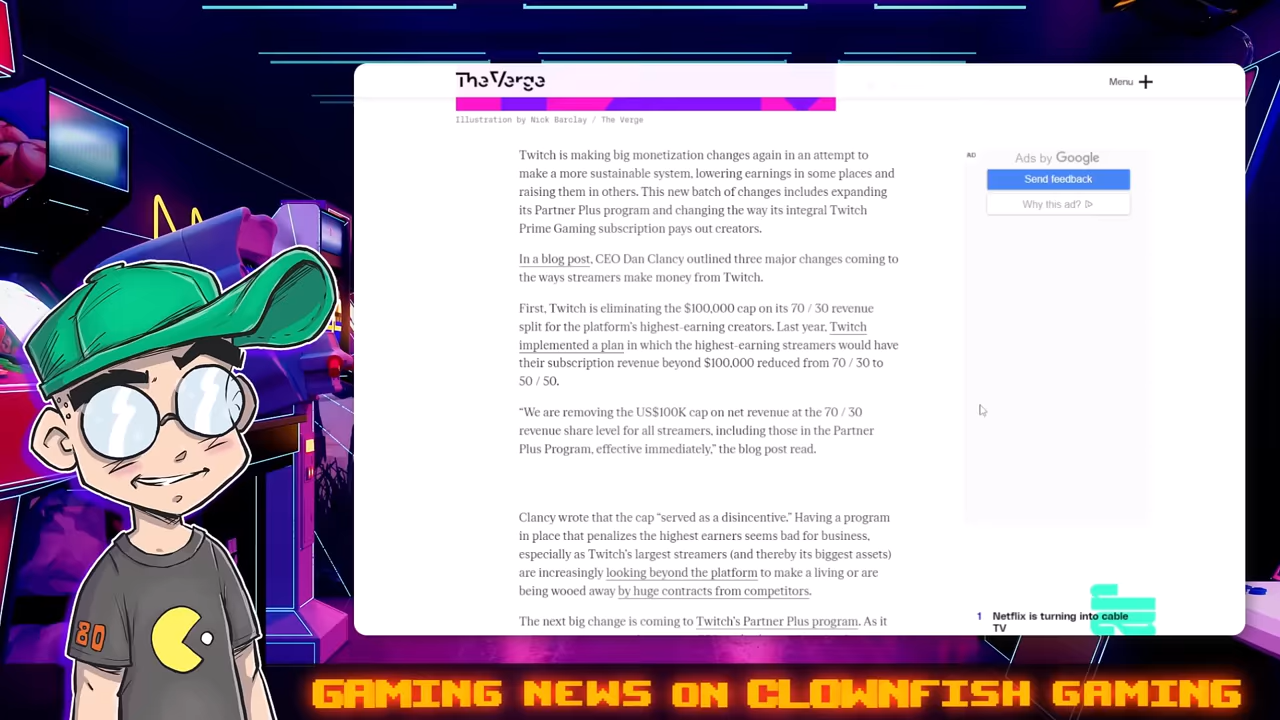 The Verge
Menu
Illustration by Nick Barclay / The Verge
Twitch is making big monetization changes again in an attempt to
make a more sustainable system, lowering earnings in some places and
raising them in others. This new batch of changes includes expanding
its Partner Plus program and changing the way its integral Twitch
Prime Gaming subscription pays out creators.
In a blog post, CEO Dan Clancy outlined three major changes coming to
the ways streamers make money from Twitch.
First, Twitch is eliminating the $100,000 cap on its 70 / 30 revenue
split for the platform's highest-earning creators. Last year, Twitch
implemented a plan in which the highest-earning streamers would have
their subscription revenue beyond $100,000 reduced from 70 / 30 to
50 / 50.
“We are removing the US$100K cap on net revenue at the 70 / 30
revenue share level for all streamers, including those in the Partner
Plus Program, effective immediately,” the blog post read.
Clancy wrote that the cap “served as a disincentive.” Having a program
in place that penalizes the highest earners seems bad for business,
especially as Twitch's largest streamers (and thereby its biggest assets)
are increasingly looking beyond the platform to make a living or are
being wooed away by huge contracts from competitors.
The next big change is coming to Twitch's Partner Plus program. As it
AD
Ads by Google
Send feedback
Why this ad?
1 Netflix is turning into cable
TV
80
GAMING NEWS ON CLOWNFISH GAMING